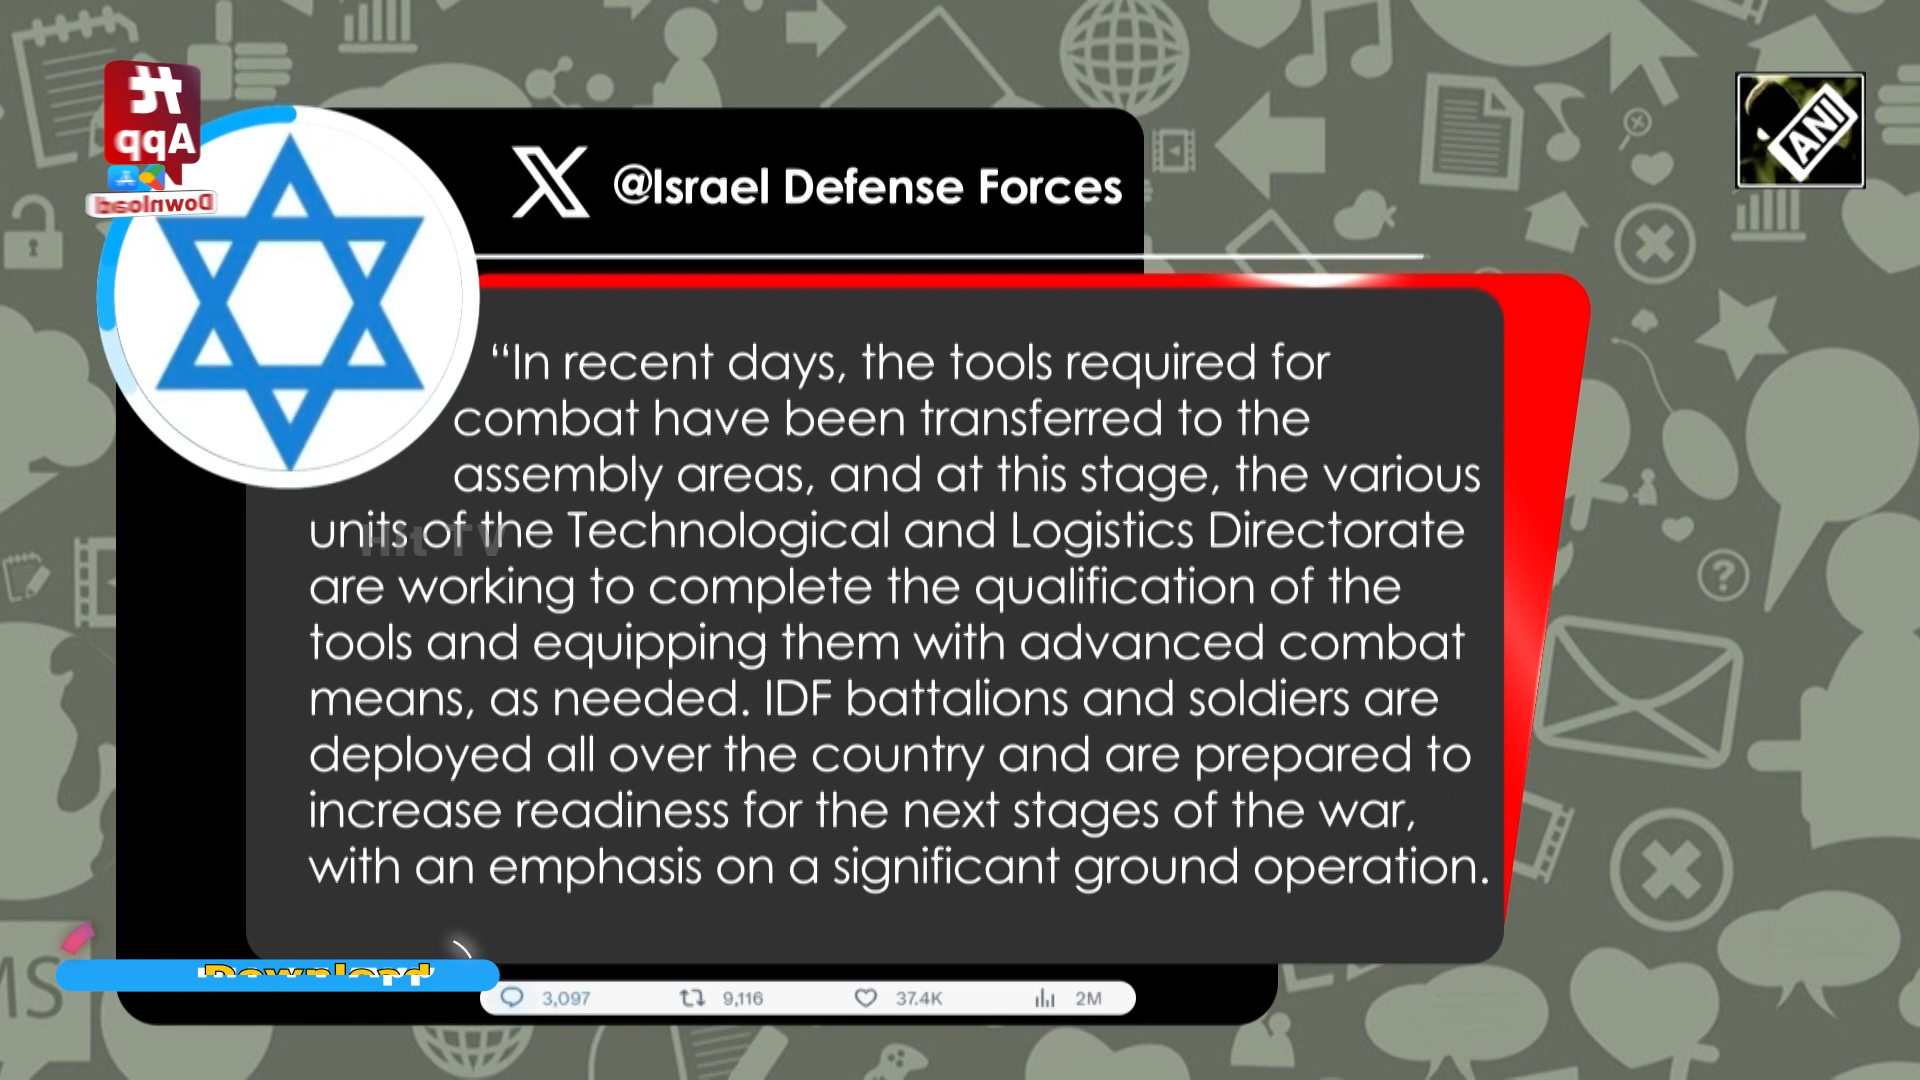 App
Download
ANI
@Israel Defense Forces
“In recent days, the tools required for
combat have been transferred to the
assembly areas, and at this stage, the various
units of the Technological and Logistics Directorate
are working to complete the qualification of the
tools and equipping them with advanced combat
means, as needed. IDF battalions and soldiers are
deployed all over the country and are prepared to
increase readiness for the next stages of the war,
with an emphasis on a significant ground operation.
Hit TV
Download
3,097 9,116 37.4K 2M